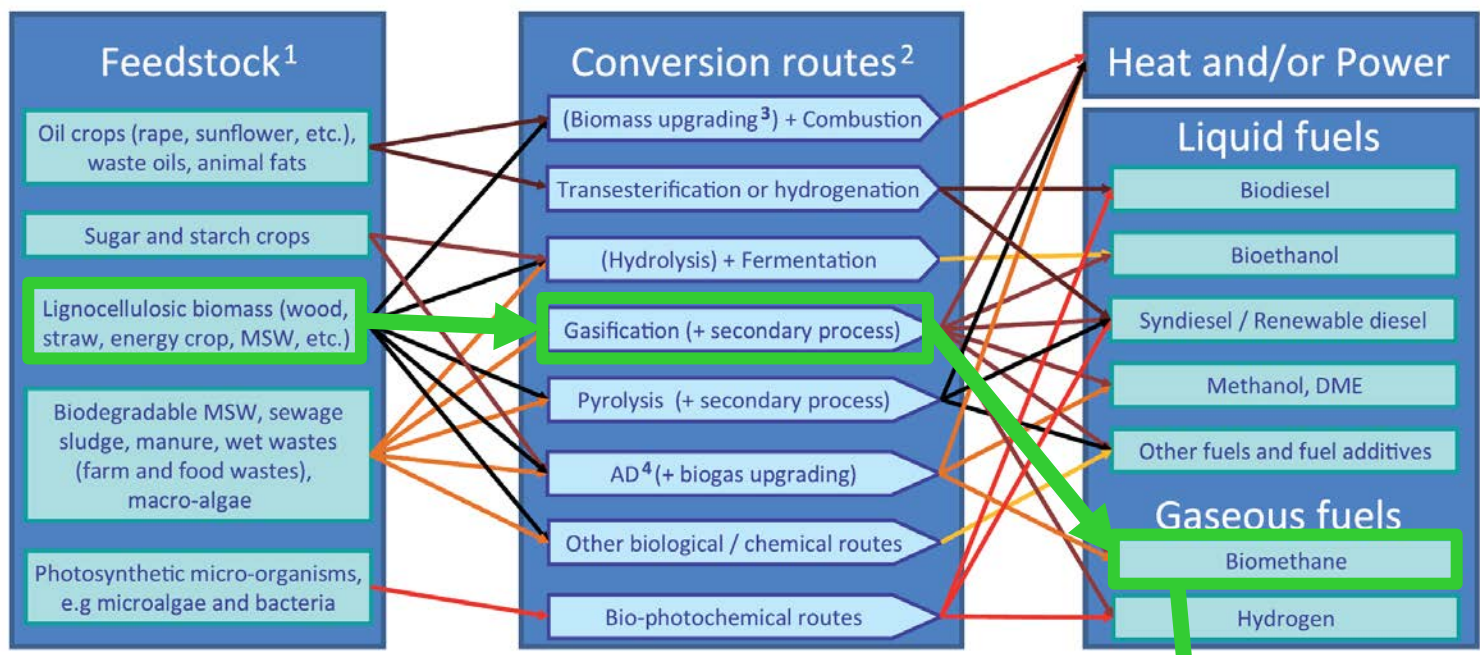 Feedstock1
Oil crops (rape, sunflower, etc.),
waste oils, animal fats
Sugar and starch crops
Lignocellulosic biomass (wood,
straw, energy crop, MSW, etc.)
Biodegradable MSW, sewage
sludge, manure, wet wastes
(farm and food wastes),
macro-algae
Photosynthetic micro-organisms,
e.g microalgae and bacteria
Conversion routes2
(Biomass upgrading3) + Combustion
Transesterification or hydrogenation
(Hydrolysis) + Fermentation
Gasification (+ secondary process)
Pyrolysis (+ secondary process)
AD4 (+ biogas upgrading)
Other biological / chemical routes
Bio-photochemical routes
Heat and/or Power
Liquid fuels
Biodiesel
Bioethanol
Syndiesel / Renewable diesel
Methanol, DME
Other fuels and fuel additives
Gaseous fuels
Biomethane
Hydrogen